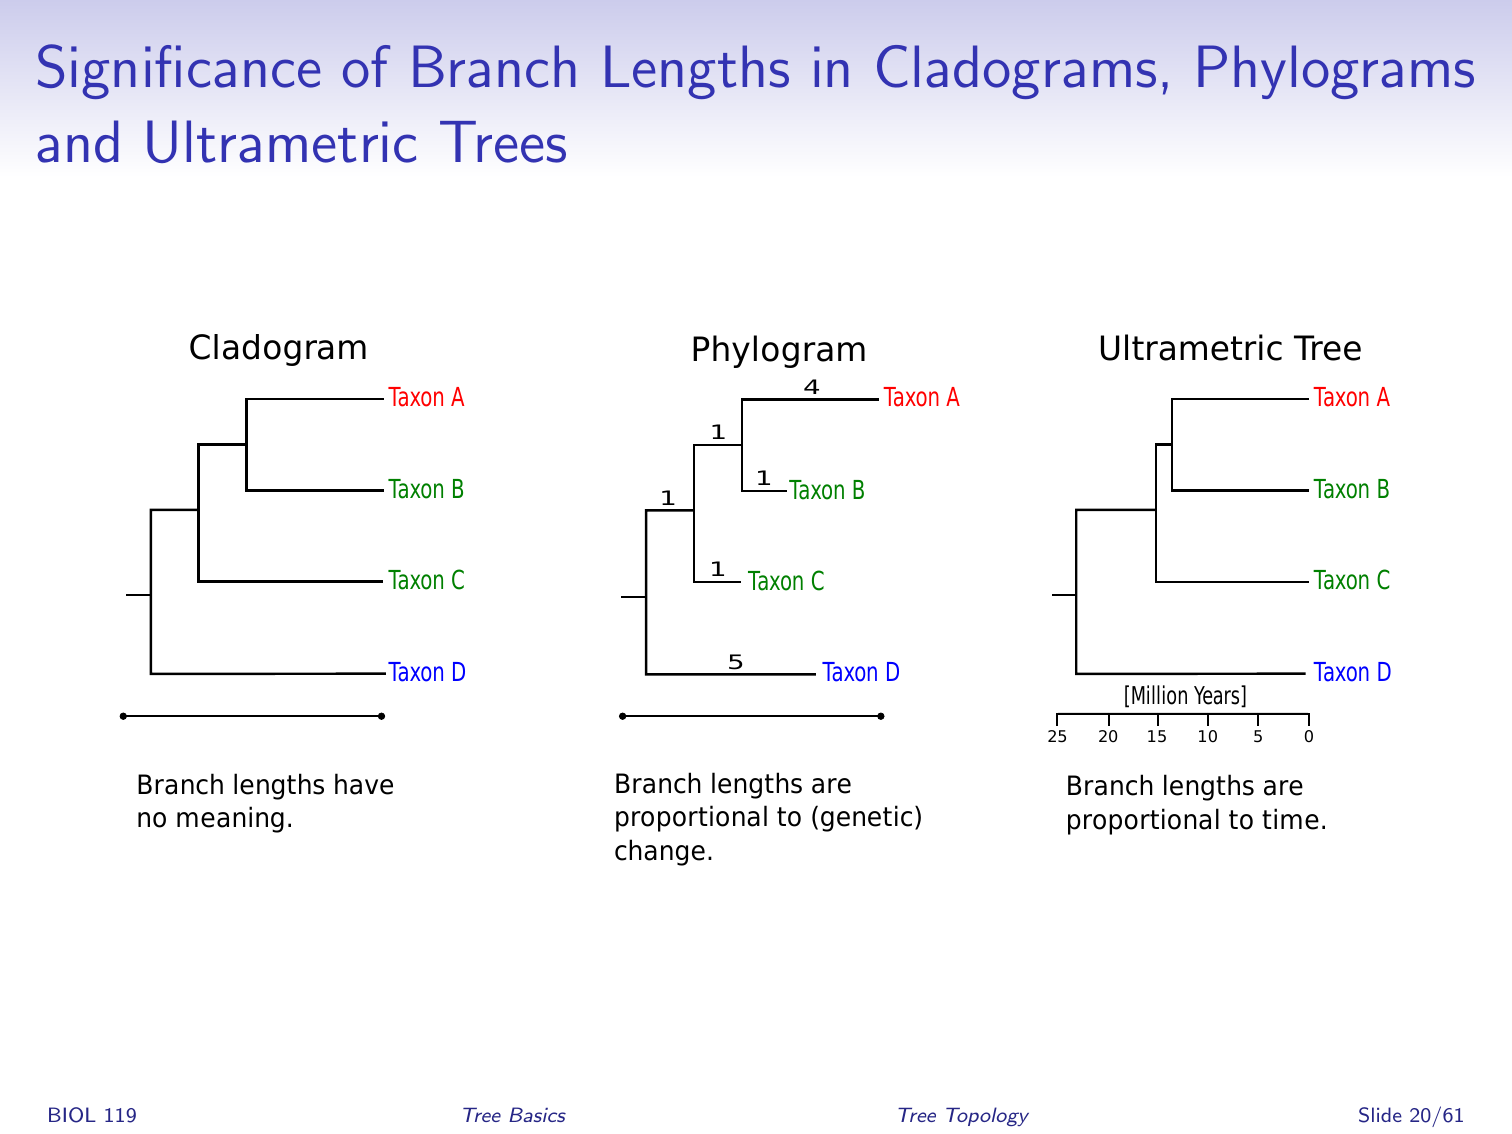 Significance of Branch Lengths in Cladograms, Phylograms
and Ultrametric Trees
Cladogram
Taxon A
Taxon B
Taxon C
Taxon D
Branch lengths have
no meaning.
Phylogram
4
Taxon A
1
1
Taxon B
1
1
Taxon C
5
Taxon D
Branch lengths are
proportional to (genetic)
change.
Ultrametric Tree
Taxon A
Taxon B
Taxon C
Taxon D
[Million Years]
25 20 15 10 5 0
Branch lengths are
proportional to time.
BIOL 119 Tree Basics Tree Topology Slide 20/61